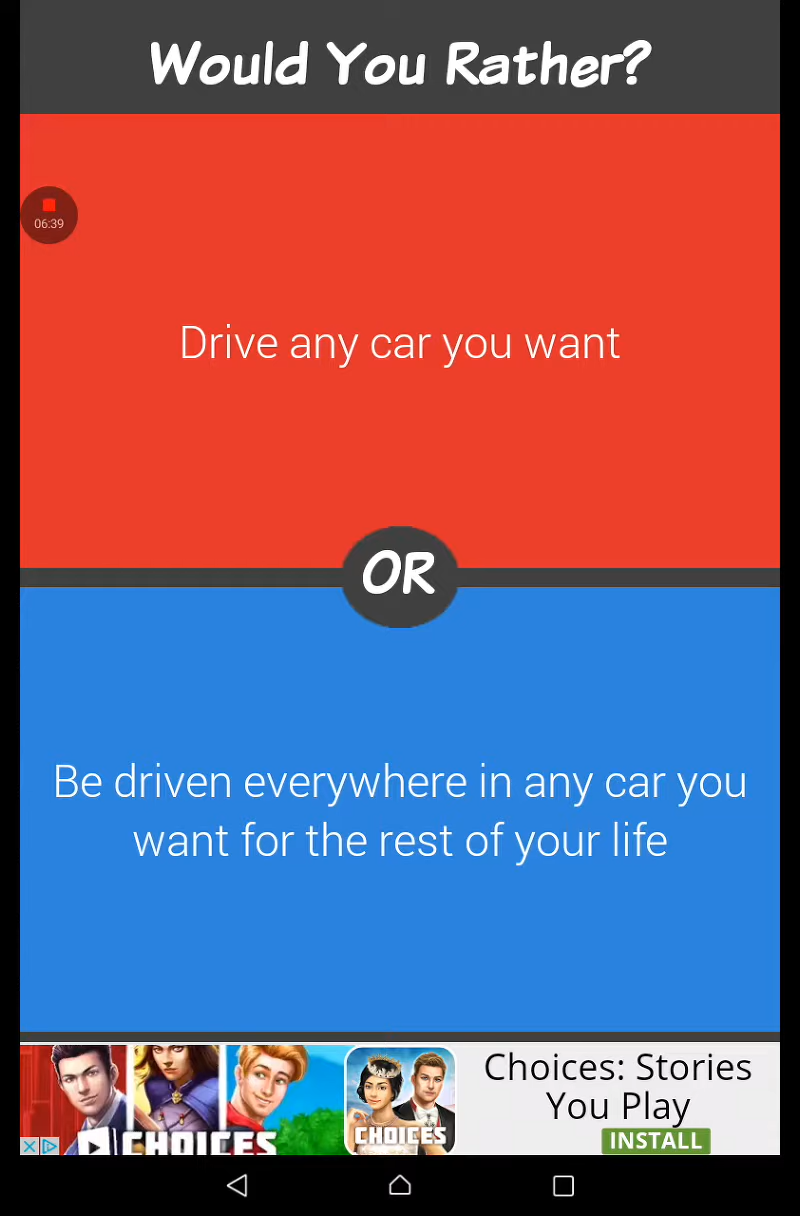 Would You Rather?
06:39
Drive any car you want
OR
Be driven everywhere in any car you
want for the rest of your life
CHOICES
CHOICES
Choices: Stories
You Play
INSTALL